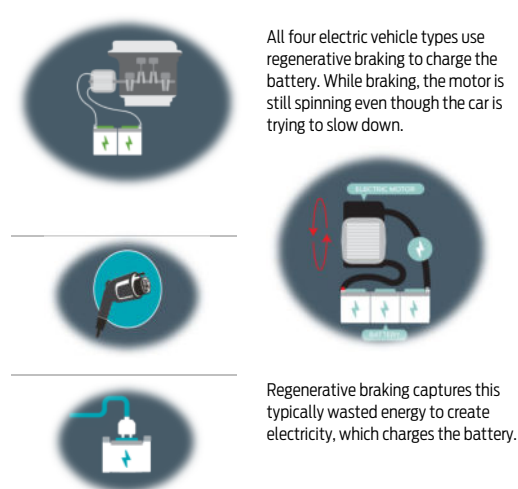 All four electric vehicle types use
regenerative braking to charge the
battery. While braking, the motor is
still spinning even though the car is
trying to slow down.
ELECTRIC MOTOR
BATTERY
Regenerative braking captures this
typically wasted energy to create
electricity, which charges the battery.